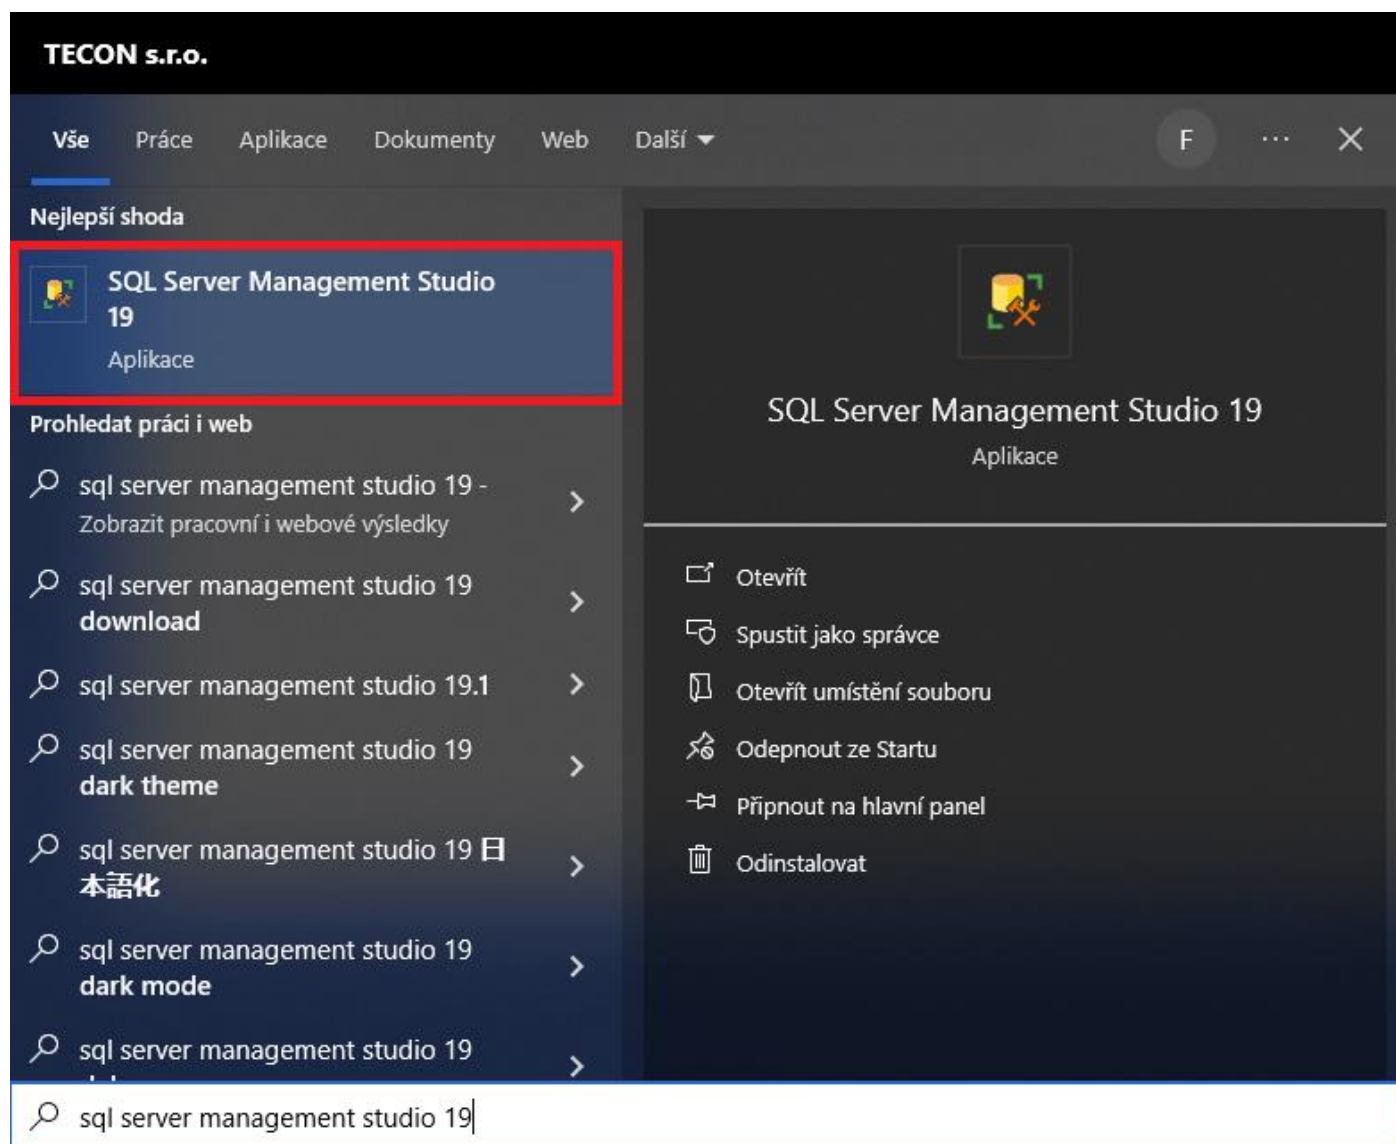 TECON s.r.o.
Vše Práce Aplikace Dokumenty Web Další F
Nejlepší shoda
SQL Server Management Studio
19
Aplikace
Prohledat práci i web
sql server management studio 19 -
Zobrazit pracovní i webové výsledky
sql server management studio 19
download
sql server management studio 19.1
sql server management studio 19
dark theme
sql server management studio 19 日
本語化
sql server management studio 19
dark mode
sql server management studio 19
SQL Server Management Studio 19
Aplikace
Otevřít
Spustit jako správce
Otevřít umístění souboru
Odepnout ze Startu
Připnout na hlavní panel
Odinstalovat
sql server management studio 19